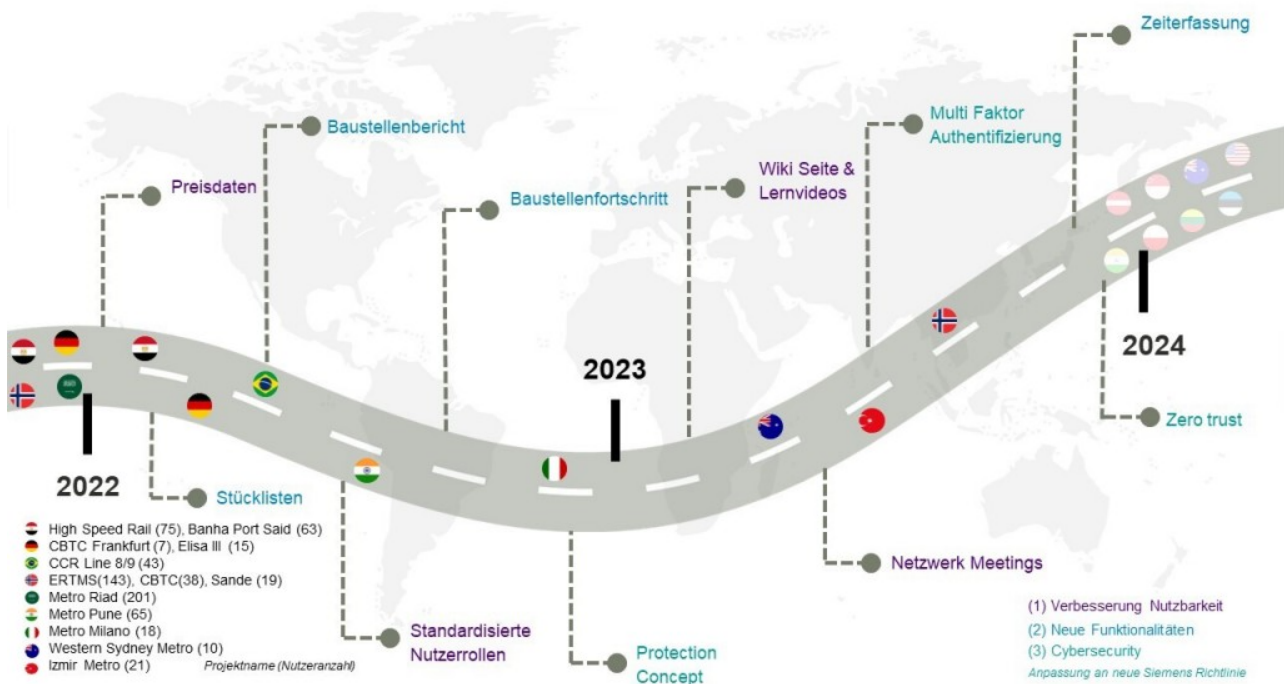 Zeiterfassung
Baustellenbericht
Multi Faktor
Authentifizierung
Preisdaten
Baustellenfortschritt
Wiki Seite &
Lernvideos
2022
2023
2024
Stücklisten
Zero trust
Netzwerk Meetings
Standardisierte
Nutzerrollen
Protection
Concept
High Speed Rail (75), Banha Port Said (63)
CBTC Frankfurt (7), Elisa III (15)
CCR Line 8/9 (43)
ERTMS(143), CBTC(38), Sande (19)
Metro Riad (201)
Metro Pune (65)
Metro Milano (18)
Western Sydney Metro (10)
Izmir Metro (21)
Projektname (Nutzeranzahl)
(1) Verbesserung Nutzbarkeit
(2) Neue Funktionalitäten
(3) Cybersecurity
Anpassung an neue Siemens Richtlinie